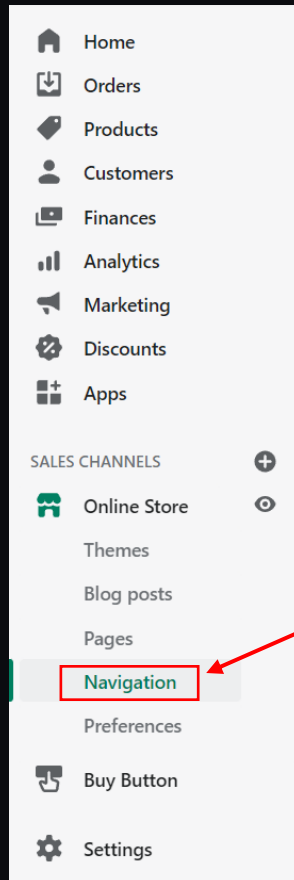 Home
Orders
Products
Customers
Finances
Analytics
Marketing
Discounts
Apps
SALES CHANNELS
Online Store
Themes
Blog posts
Pages
Navigation
Preferences
Buy Button
Settings